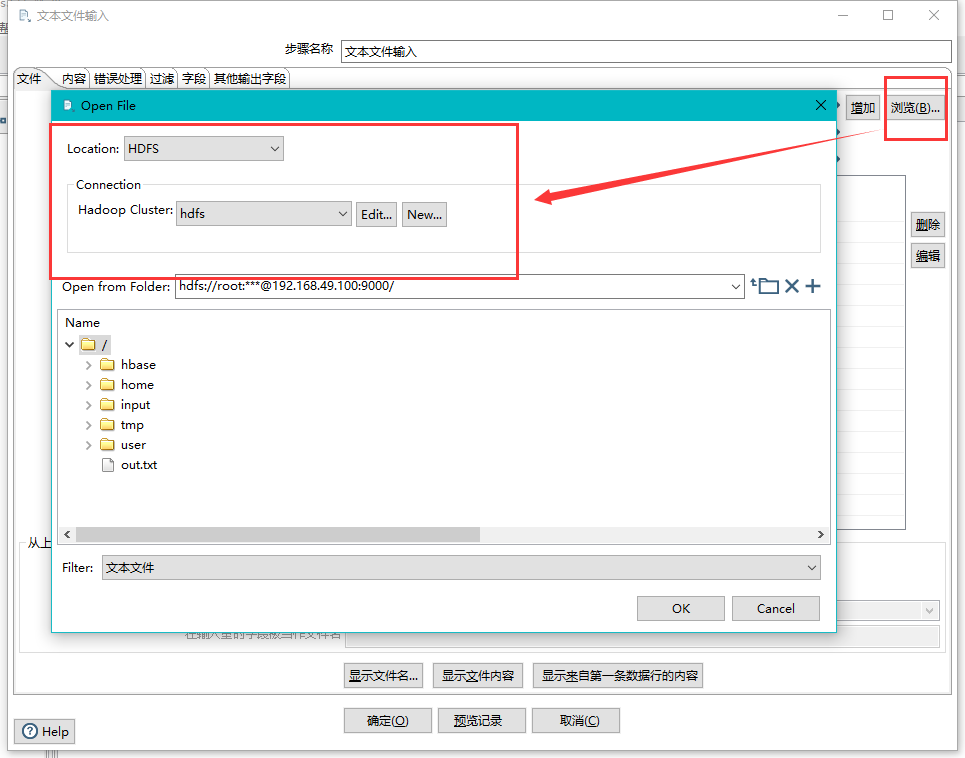 文本文件输入
步骤名称 文本文件输入
文件 内容 错误处理 过滤 字段 其他输出字段
Open File
增加 浏览(B)...
Location: HDFS
Connection
Hadoop Cluster: hdfs Edit... New...
删除
编辑
Open from Folder: hdfs://root:***@192.168.49.100:9000/
Name
/
hbase
home
input
tmp
user
out.txt
从上
Filter: 文本文件
OK Cancel
显示文件名... 显示文件内容 显示来自第一条数据行的内容
确定(O) 预览记录 取消(C)
Help